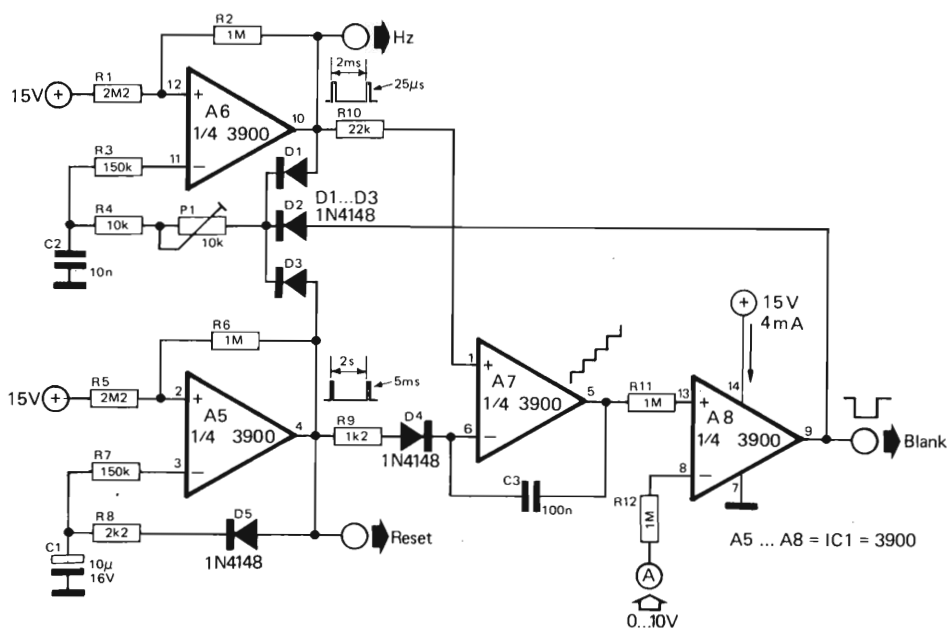 R2
1M
Hz
2ms
25µs
R1
15V
2M2
12
+
A6
1/4 3900
10
R10
22k
R3
150k
11
−
D1
D1...D3
1N4148
D2
R4
10k
P1
10k
C2
10n
D3
15V
4mA
R6
1M
2s
5ms
R5
15V
2M2
2
+
A5
1/4 3900
4
R9
1k2
D4
1N4148
1
+
A7
1/4 3900
5
6
−
R11
1M
13
+
14
A8
1/4 3900
9
Blank
R7
150k
3
−
C3
100n
8
−
7
R12
1M
R8
2k2
D5
1N4148
Reset
C1
10µ
16V
A5 ... A8 = IC1 = 3900
A
0...10V